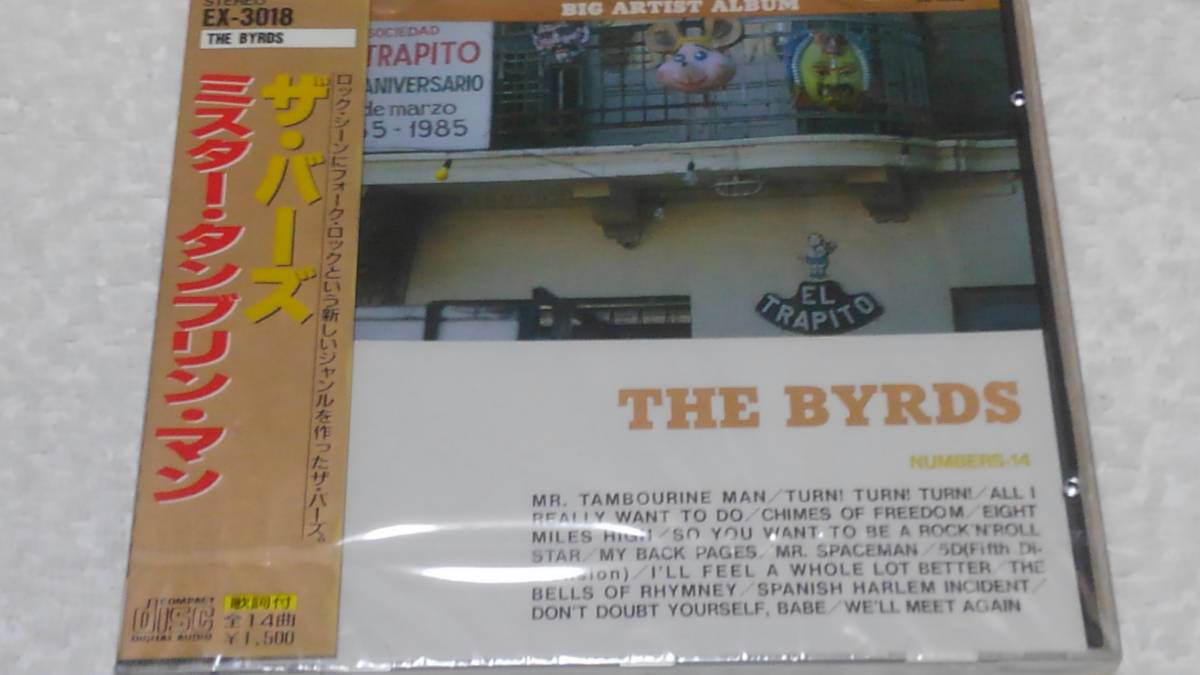 STEREO
EX-3018
THE BYRDS
ロック・シーンにフォーク・ロックという新しいジャンルを作ったザ・バーズ。
ザ・バーズ
ミスター・タンブリン・マン
COMPACT
DISC
DIGITAL AUDIO
歌詞付
全14曲
¥1,500
BIG ARTIST ALBUM
SOCIEDAD
TRAPITO
ANIVERSARIO
de marzo
5-1985
EL
TRAPITO
THE BYRDS
NUMBERS-14
MR. TAMBOURINE MAN/TURN! TURN! TURN!/ALL I
REALLY WANT TO DO/CHIMES OF FREEDOM/EIGHT
MILES HIGH/SO YOU WANT TO BE A ROCK'N'ROLL
STAR/MY BACK PAGES/MR. SPACEMAN/5D(Fifth Di-
mension)/I'LL FEEL A WHOLE LOT BETTER/THE
BELLS OF RHYMNEY/SPANISH HARLEM INCIDENT/
DON'T DOUBT YOURSELF, BABE/WE'LL MEET AGAIN